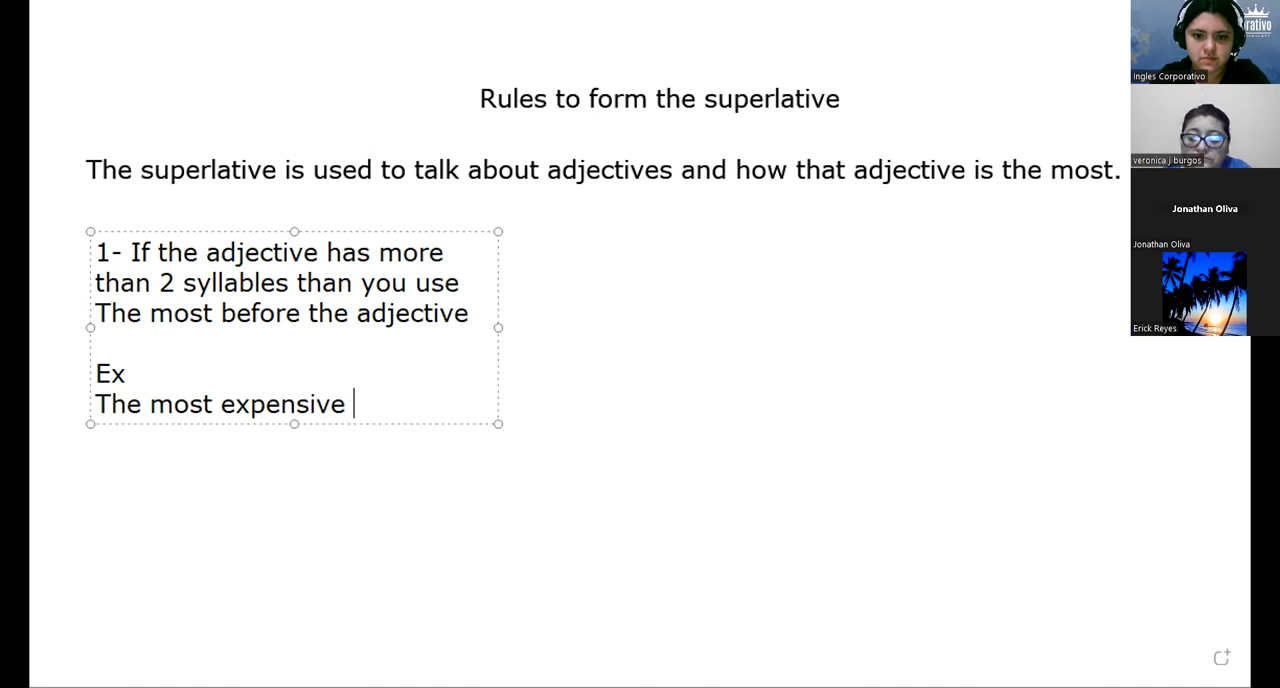 Rules to form the superlative
The superlative is used to talk about adjectives and how that adjective is the most.
1- If the adjective has more
than 2 syllables than you use
The most before the adjective
Ex
The most expensive
rativo
Ingles Corporativo
veronica j burgos
Jonathan Oliva
Jonathan Oliva
Erick Reyes